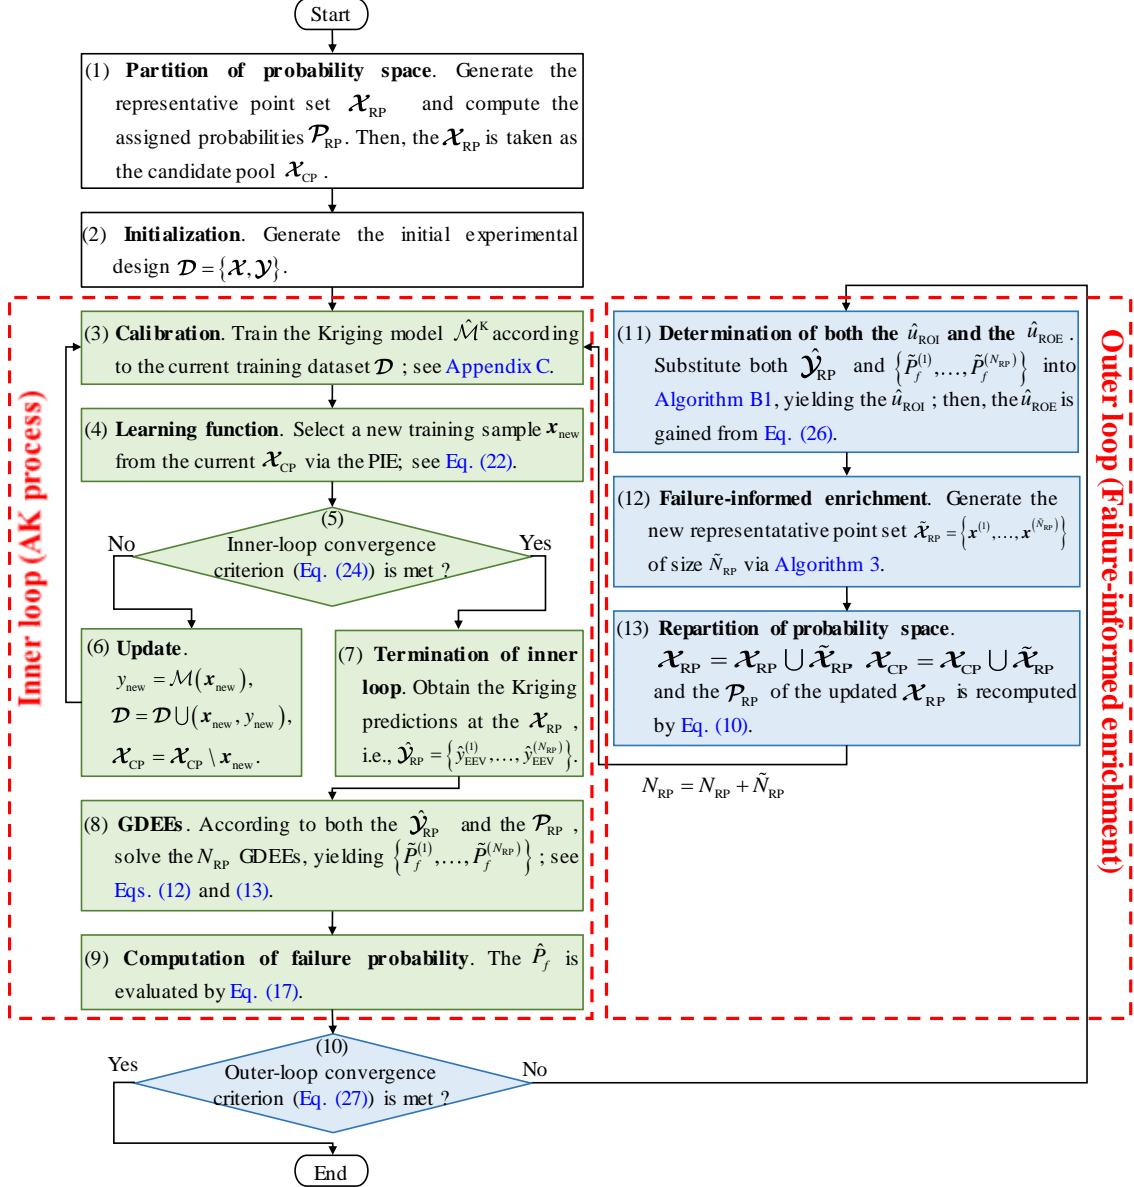 Start
(1) Partition of probability space. Generate the
representative point set 𝓧_RP and compute the
assigned probabilities 𝓟_RP. Then, the 𝓧_RP is taken as
the candidate pool 𝓧_CP.
(2) Initialization. Generate the initial experimental
design 𝓓 = {𝓧, 𝓨}.
Inner loop (AK process)
(3) Calibration. Train the Kriging model 𝓜̂^K according
to the current training dataset 𝓓 ; see Appendix C.
(4) Learning function. Select a new training sample x_new
from the current 𝓧_CP via the PIE; see Eq. (22).
(5)
Inner-loop convergence
criterion (Eq. (24)) is met ?
No
Yes
(6) Update.
y_new = 𝓜(x_new),
𝓓 = 𝓓 ⋃ (x_new, y_new),
𝓧_CP = 𝓧_CP \ x_new.
(7) Termination of inner
loop. Obtain the Kriging
predictions at the 𝓧_RP ,
i.e., 𝓨̂_RP = {ŷ_EEV^(1),…,ŷ_EEV^(N_RP)}.
(8) GDEEs. According to both the 𝓨̂_RP and the 𝓟_RP ,
solve the N_RP GDEEs, yielding {P̃_f^(1),…,P̃_f^(N_RP)} ; see
Eqs. (12) and (13).
(9) Computation of failure probability. The P̂_f is
evaluated by Eq. (17).
(10)
Outer-loop convergence
criterion (Eq. (27)) is met ?
Yes
No
End
Outer loop (Failure-informed enrichment)
(11) Determination of both the û_ROI and the û_ROE .
Substitute both 𝓨̂_RP and {P̃_f^(1),…,P̃_f^(N_RP)} into
Algorithm B1, yielding the û_ROI ; then, the û_ROE is
gained from Eq. (26).
(12) Failure-informed enrichment. Generate the
new representatative point set 𝓧̃_RP = {x^(1),…,x^(Ñ_RP)}
of size Ñ_RP via Algorithm 3.
(13) Repartition of probability space.
𝓧_RP = 𝓧_RP ⋃ 𝓧̃_RP, 𝓧_CP = 𝓧_CP ⋃ 𝓧̃_RP
and the 𝓟_RP of the updated 𝓧_RP is recomputed
by Eq. (10).
N_RP = N_RP + Ñ_RP